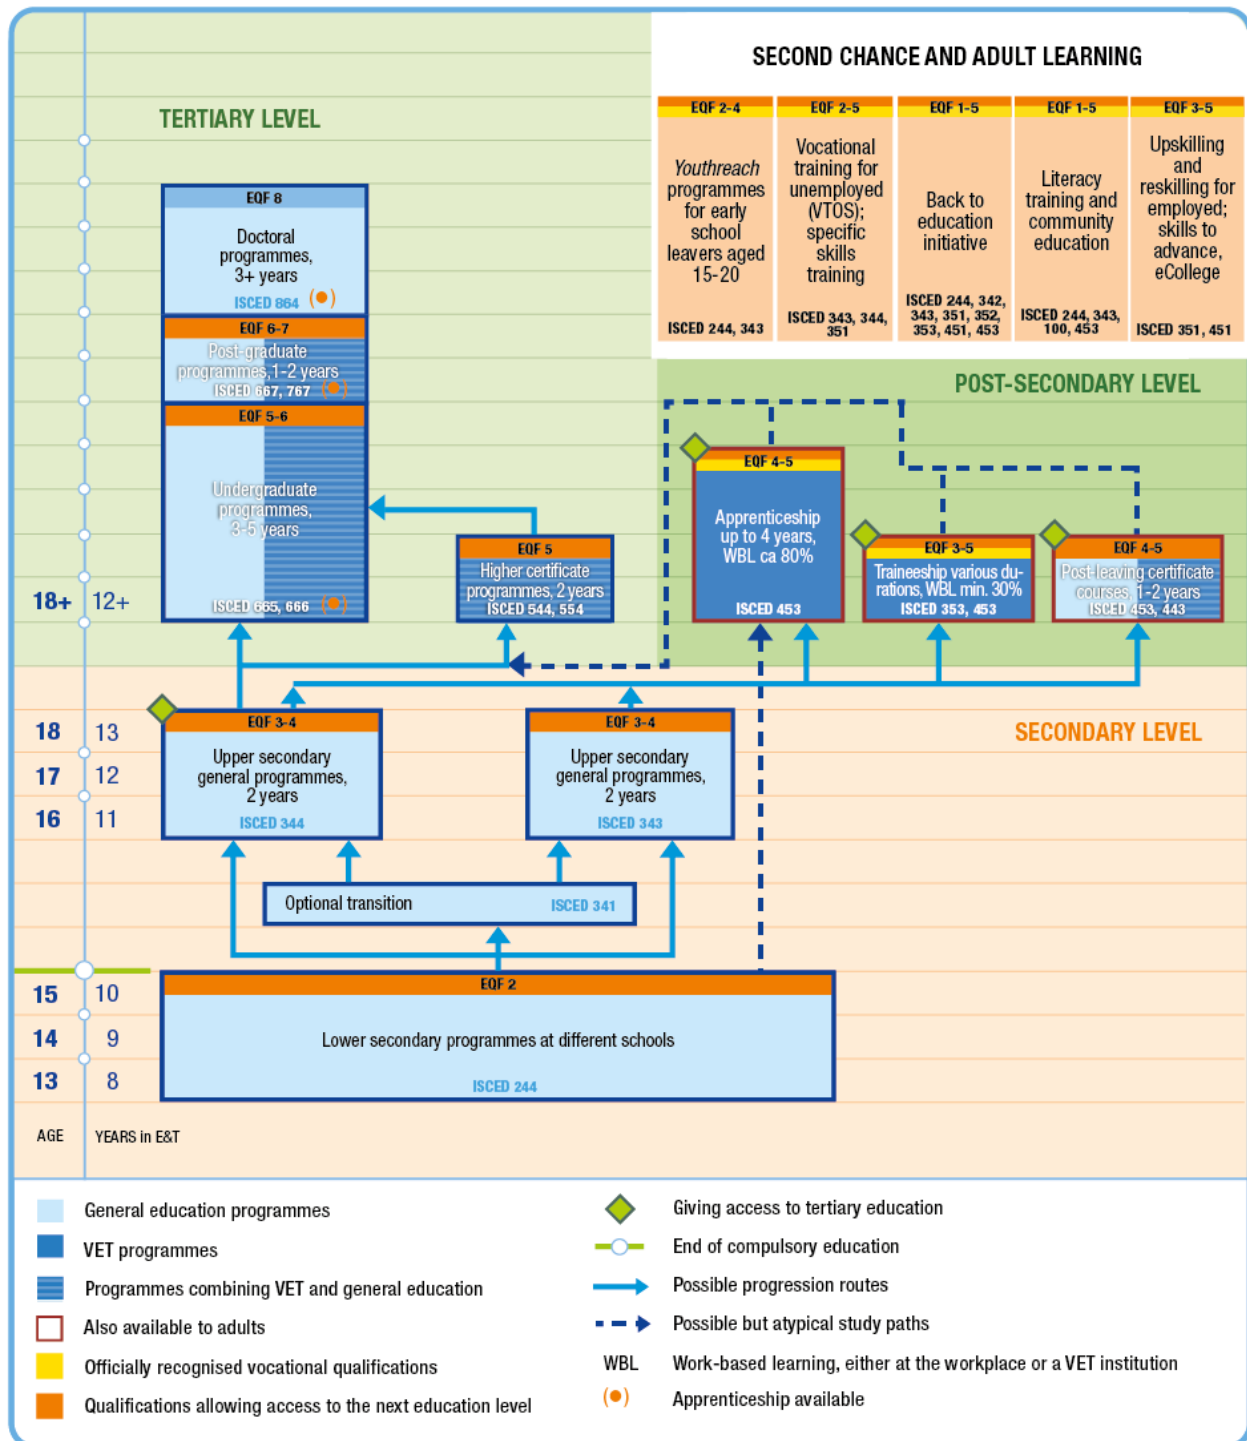 SECOND CHANCE AND ADULT LEARNING
EQF 2-4
Youthreach
programmes
for early
school
leavers aged
15-20
ISCED 244, 343
EQF 2-5
Vocational
training for
unemployed
(VTOS);
specific
skills
training
ISCED 343, 344,
351
EQF 1-5
Back to
education
initiative
ISCED 244, 342,
343, 351, 352,
353, 451, 453
EQF 1-5
Literacy
training and
community
education
ISCED 244, 343,
100, 453
EQF 3-5
Upskilling
and
reskilling for
employed;
skills to
advance,
eCollege
ISCED 351, 451
TERTIARY LEVEL
EQF 8
Doctoral
programmes,
3+ years
ISCED 864
EQF 6-7
Post-graduate
programmes,1-2 years
ISCED 667, 767
EQF 5-6
Undergraduate
programmes,
3-5 years
ISCED 665, 666
EQF 5
Higher certificate
programmes, 2 years
ISCED 544, 554
POST-SECONDARY LEVEL
EQF 4-5
Apprenticeship
up to 4 years,
WBL ca 80%
ISCED 453
EQF 3-5
Traineeship various du-
rations, WBL min. 30%
ISCED 353, 453
EQF 4-5
Post-leaving certificate
courses, 1-2 years
ISCED 453, 443
18+ 12+
SECONDARY LEVEL
18 13
17 12
16 11
EQF 3-4
Upper secondary
general programmes,
2 years
ISCED 344
EQF 3-4
Upper secondary
general programmes,
2 years
ISCED 343
Optional transition ISCED 341
15 10
14 9
13 8
EQF 2
Lower secondary programmes at different schools
ISCED 244
AGE YEARS in E&T
General education programmes
VET programmes
Programmes combining VET and general education
Also available to adults
Officially recognised vocational qualifications
Qualifications allowing access to the next education level
Giving access to tertiary education
End of compulsory education
Possible progression routes
Possible but atypical study paths
WBL Work-based learning, either at the workplace or a VET institution
Apprenticeship available